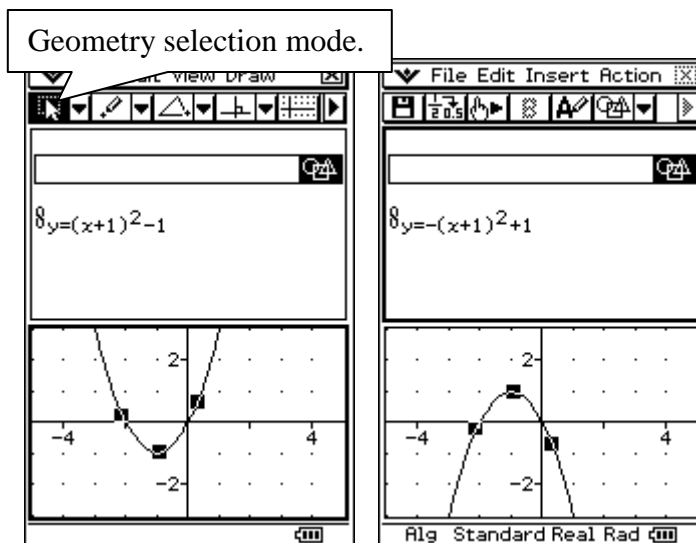 Geometry selection mode.
View Draw
File Edit Insert Action
y=(x+1)²-1
y=-(x+1)²+1
2
-4
4
-2
2
-4
4
-2
Alg Standard Real Rad